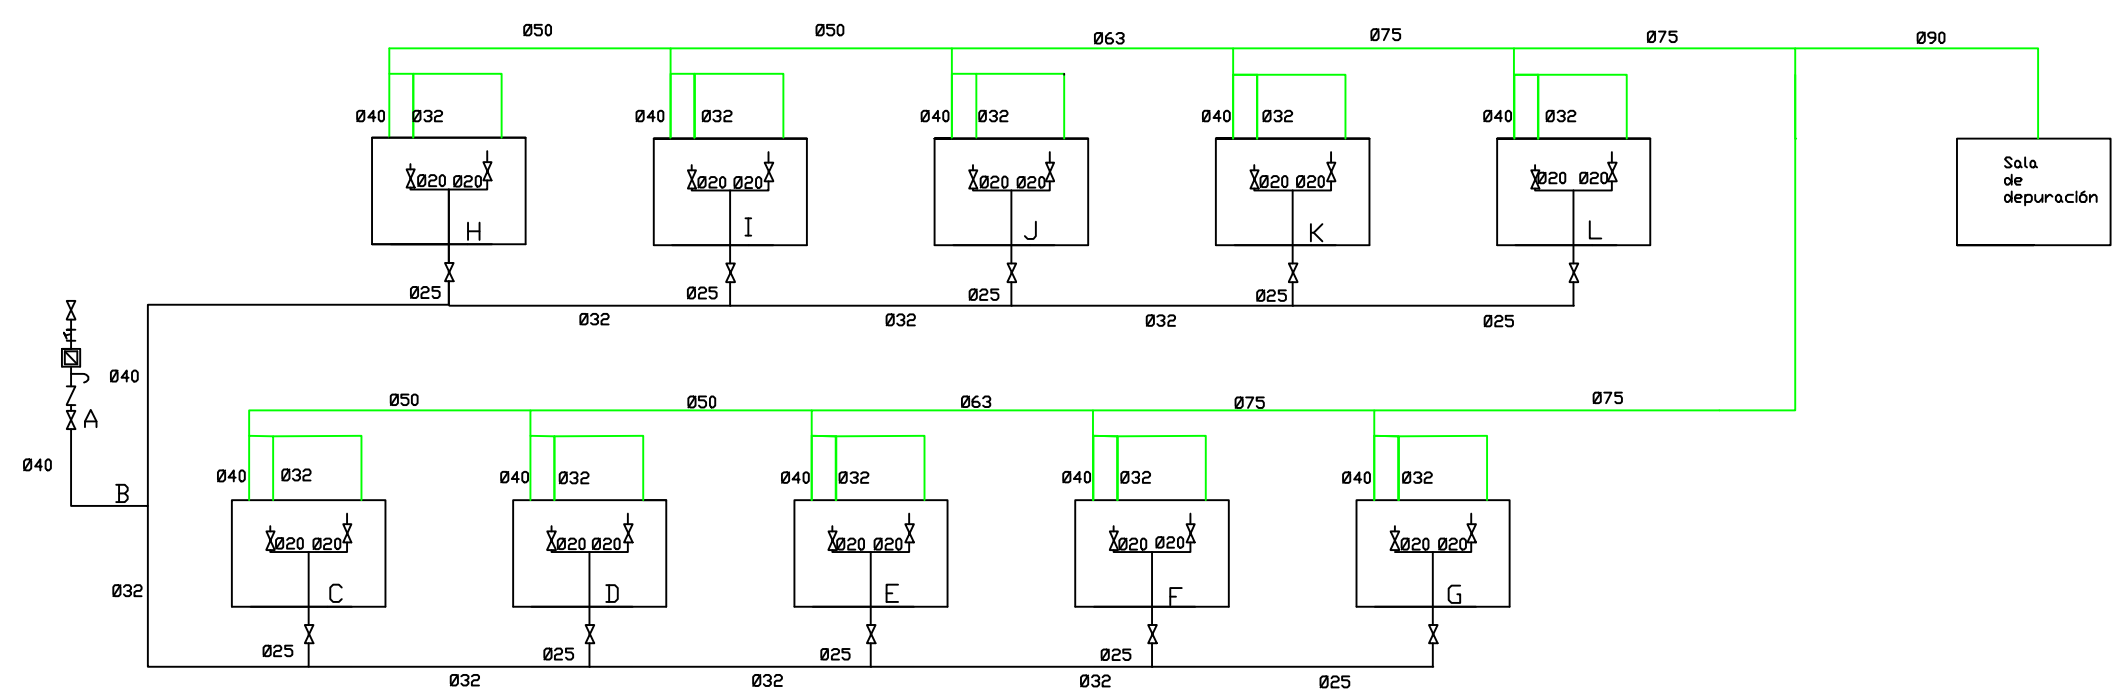 Ø50 Ø50 Ø63 Ø75 Ø75 Ø90
Ø40 Ø32 Ø40 Ø32 Ø40 Ø32 Ø40 Ø32 Ø40 Ø32
Sala
de
depuración
Ø20 Ø20 Ø20 Ø20 Ø20 Ø20 Ø20 Ø20 Ø20 Ø20
H I J K L
Ø25 Ø25 Ø25 Ø25
Ø32 Ø32 Ø32 Ø25
Ø40
A
Ø50 Ø50 Ø63 Ø75 Ø75
Ø40
B
Ø40 Ø32 Ø40 Ø32 Ø40 Ø32 Ø40 Ø32 Ø40 Ø32
Ø20 Ø20 Ø20 Ø20 Ø20 Ø20 Ø20 Ø20 Ø20 Ø20
Ø32
C D E F G
Ø25 Ø25 Ø25 Ø25
Ø32 Ø32 Ø32 Ø25